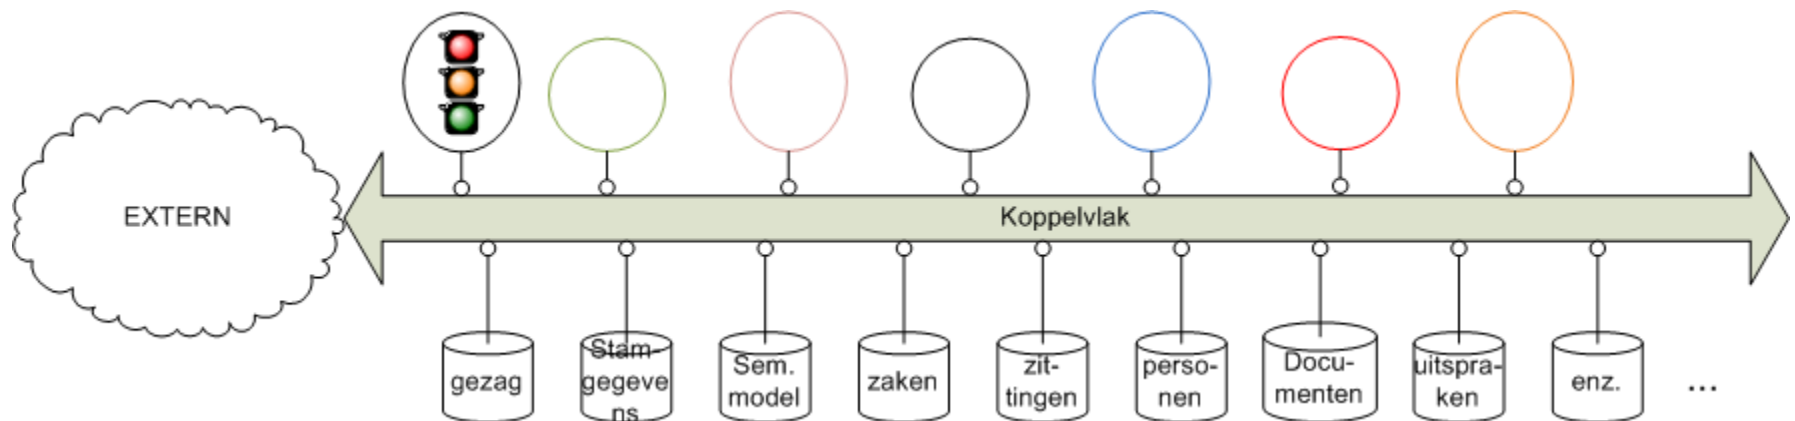 EXTERN
Koppelvlak
gezag
Stam-
gegeve
ns
Sem.
model
zaken
zit-
tingen
perso-
nen
Docu-
menten
uitspra-
ken
enz.
...